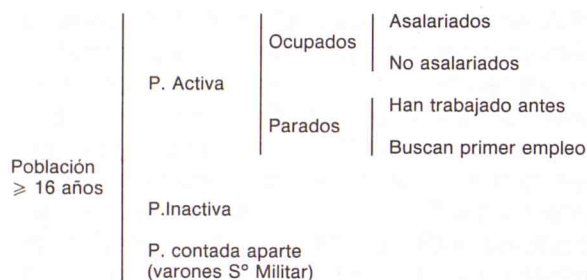 Asalariados
Ocupados
No asalariados
P. Activa
Han trabajado antes
Parados
Buscan primer empleo
Población
≥ 16 años
P.Inactiva
P. contada aparte
(varones S° Militar)